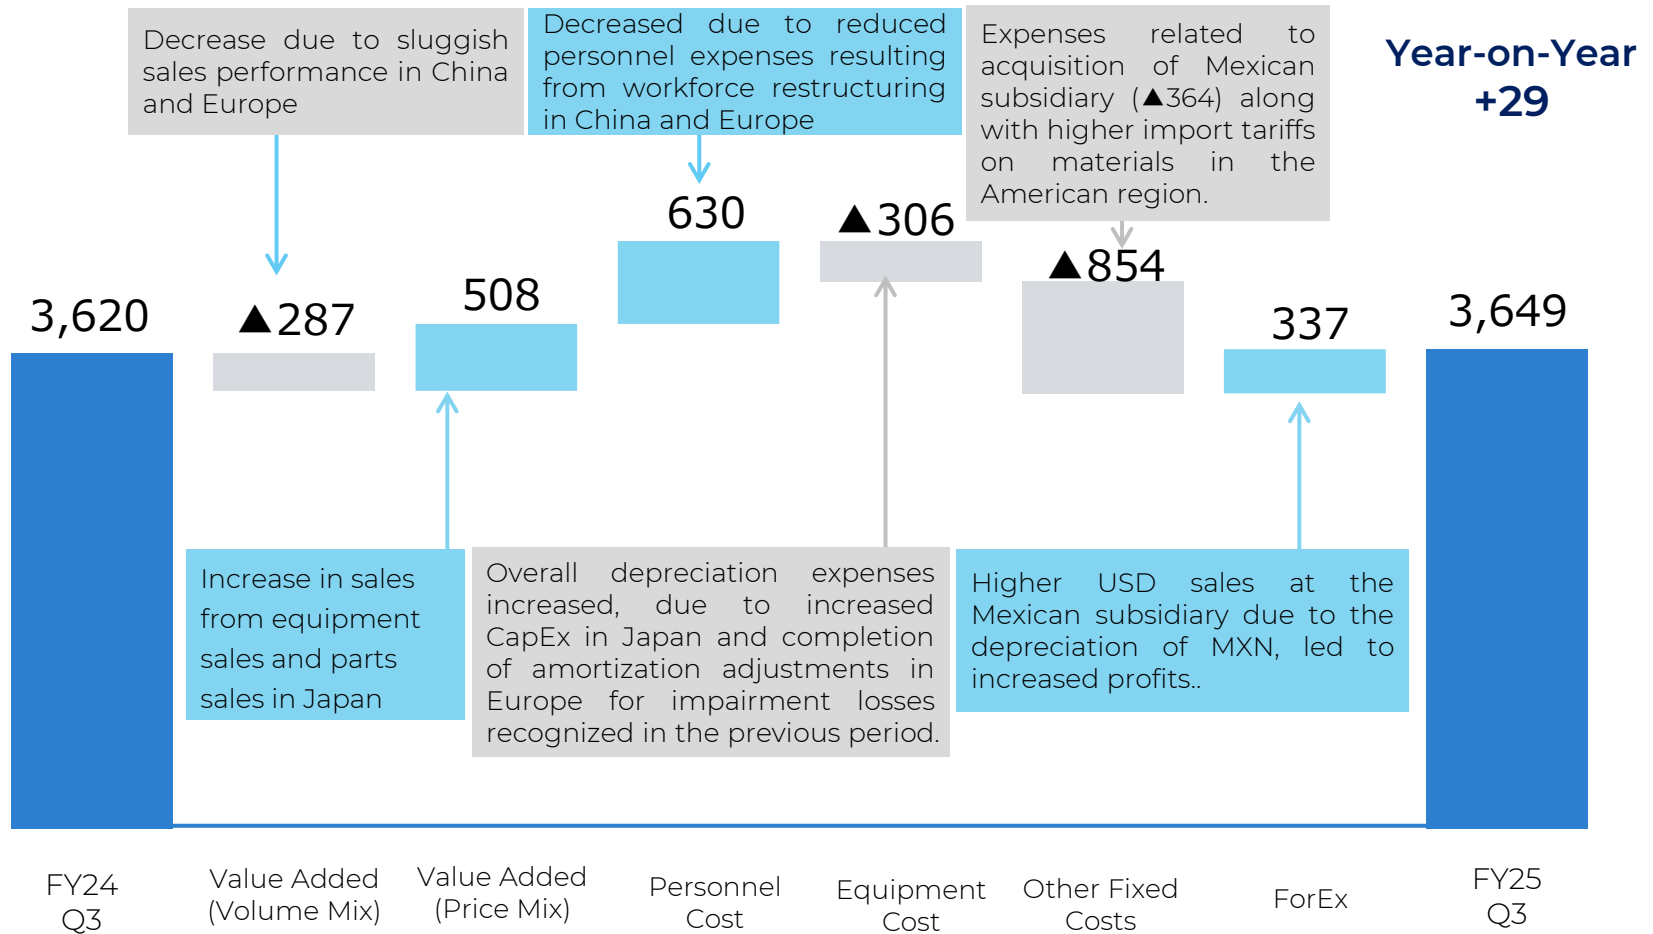 Decrease due to sluggish
sales performance in China
and Europe
Decreased due to reduced
personnel expenses resulting
from workforce restructuring
in China and Europe
Expenses related to
acquisition of Mexican
subsidiary (▲364) along
with higher import tariffs
on materials in the
American region.
Year-on-Year
+29
3,620
▲287
508
630
▲306
▲854
337
3,649
Increase in sales
from equipment
sales and parts
sales in Japan
Overall depreciation expenses
increased, due to increased
CapEx in Japan and completion
of amortization adjustments in
Europe for impairment losses
recognized in the previous period.
Higher USD sales at the
Mexican subsidiary due to the
depreciation of MXN, led to
increased profits..
FY24
Q3
Value Added
(Volume Mix)
Value Added
(Price Mix)
Personnel
Cost
Equipment
Cost
Other Fixed
Costs
ForEx
FY25
Q3